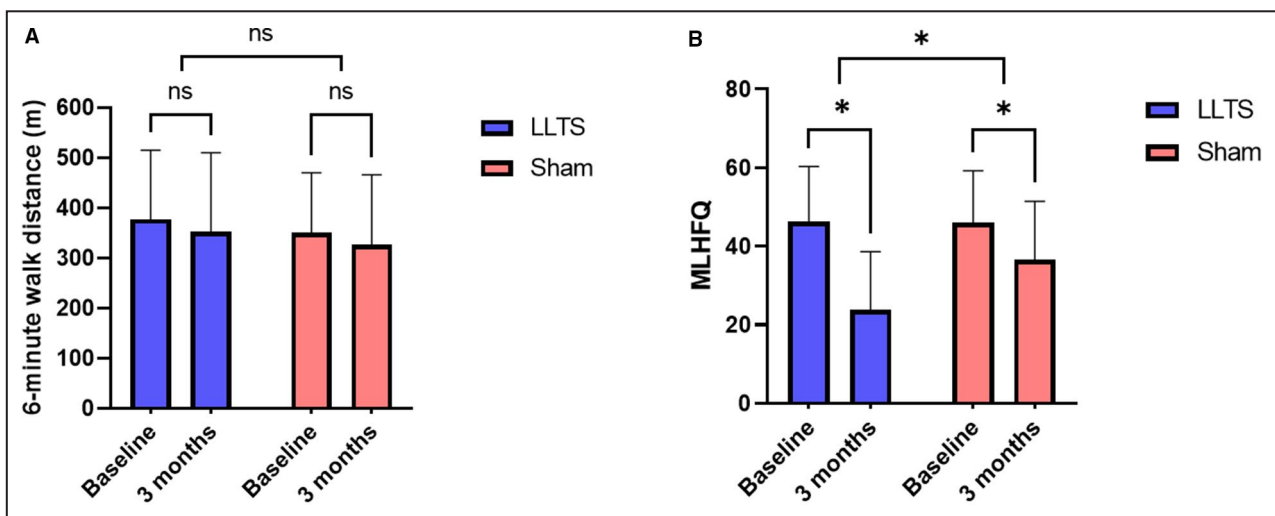 A
ns
ns
ns
6-minute walk distance (m)
600
500
400
300
200
100
0
Baseline
3 months
Baseline
3 months
LLTS
Sham
B
*
*
*
MLHFQ
80
60
40
20
0
Baseline
3 months
Baseline
3 months
LLTS
Sham